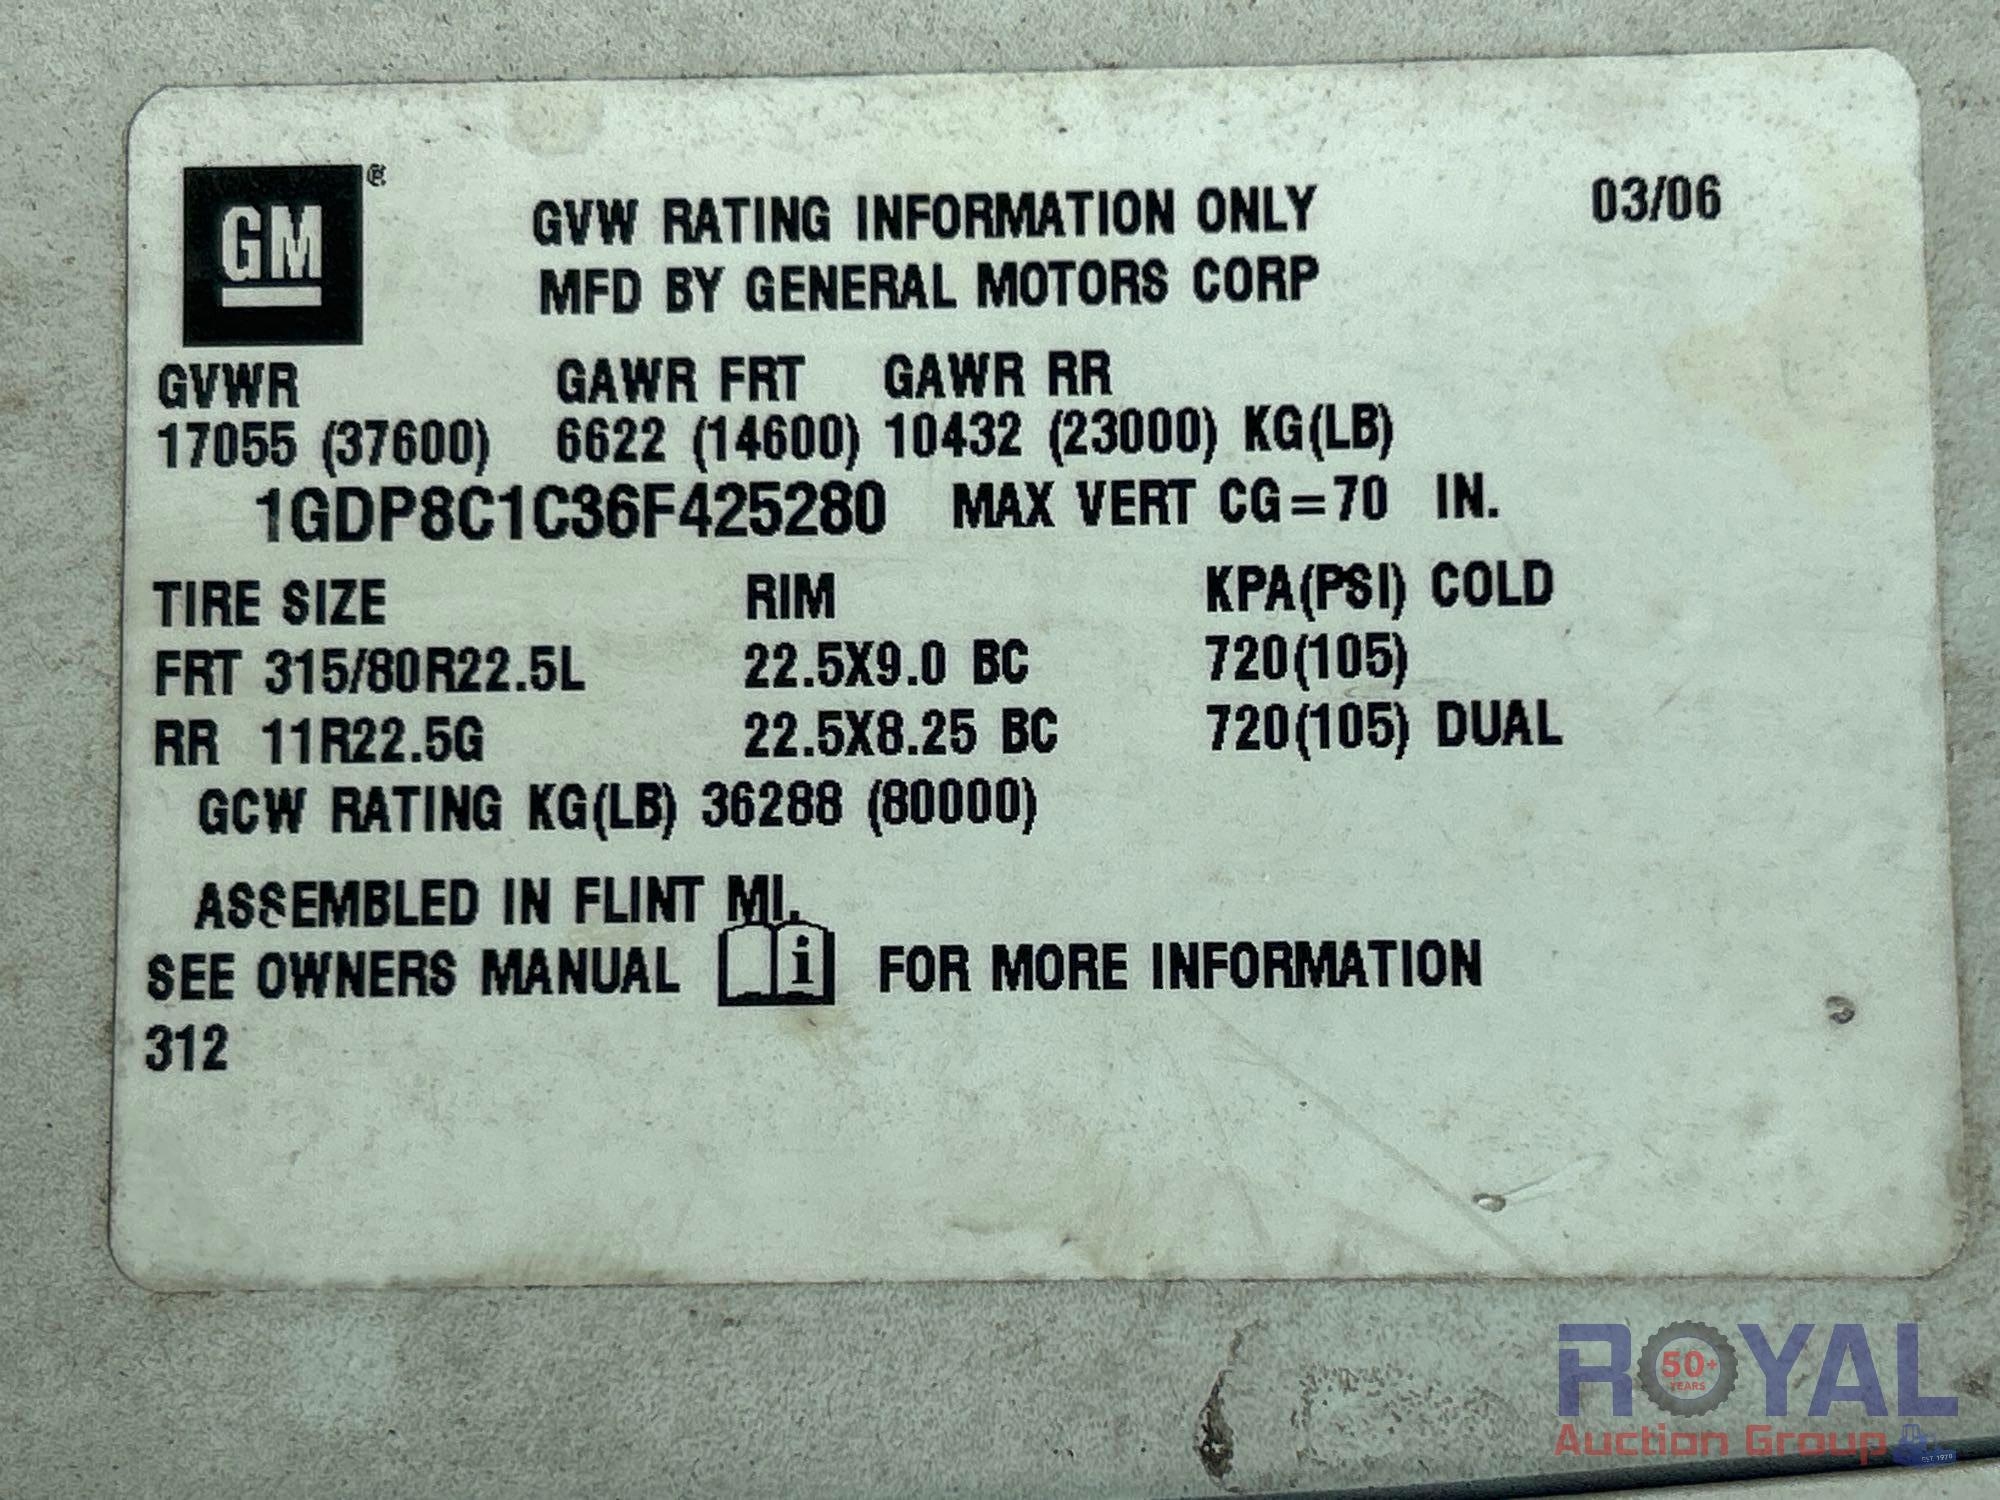 GM®
GVW RATING INFORMATION ONLY 03/06
MFD BY GENERAL MOTORS CORP
GVWR GAWR FRT GAWR RR
17055 (37600) 6622 (14600) 10432 (23000) KG(LB)
1GDP8C1C36F425280 MAX VERT CG=70 IN.
TIRE SIZE RIM KPA(PSI) COLD
FRT 315/80R22.5L 22.5X9.0 BC 720(105)
RR 11R22.5G 22.5X8.25 BC 720(105) DUAL
GCW RATING KG(LB) 36288 (80000)
ASSEMBLED IN FLINT MI.
SEE OWNERS MANUAL i FOR MORE INFORMATION
312
ROYAL
50+
YEARS
Auction Group
EST. 1970